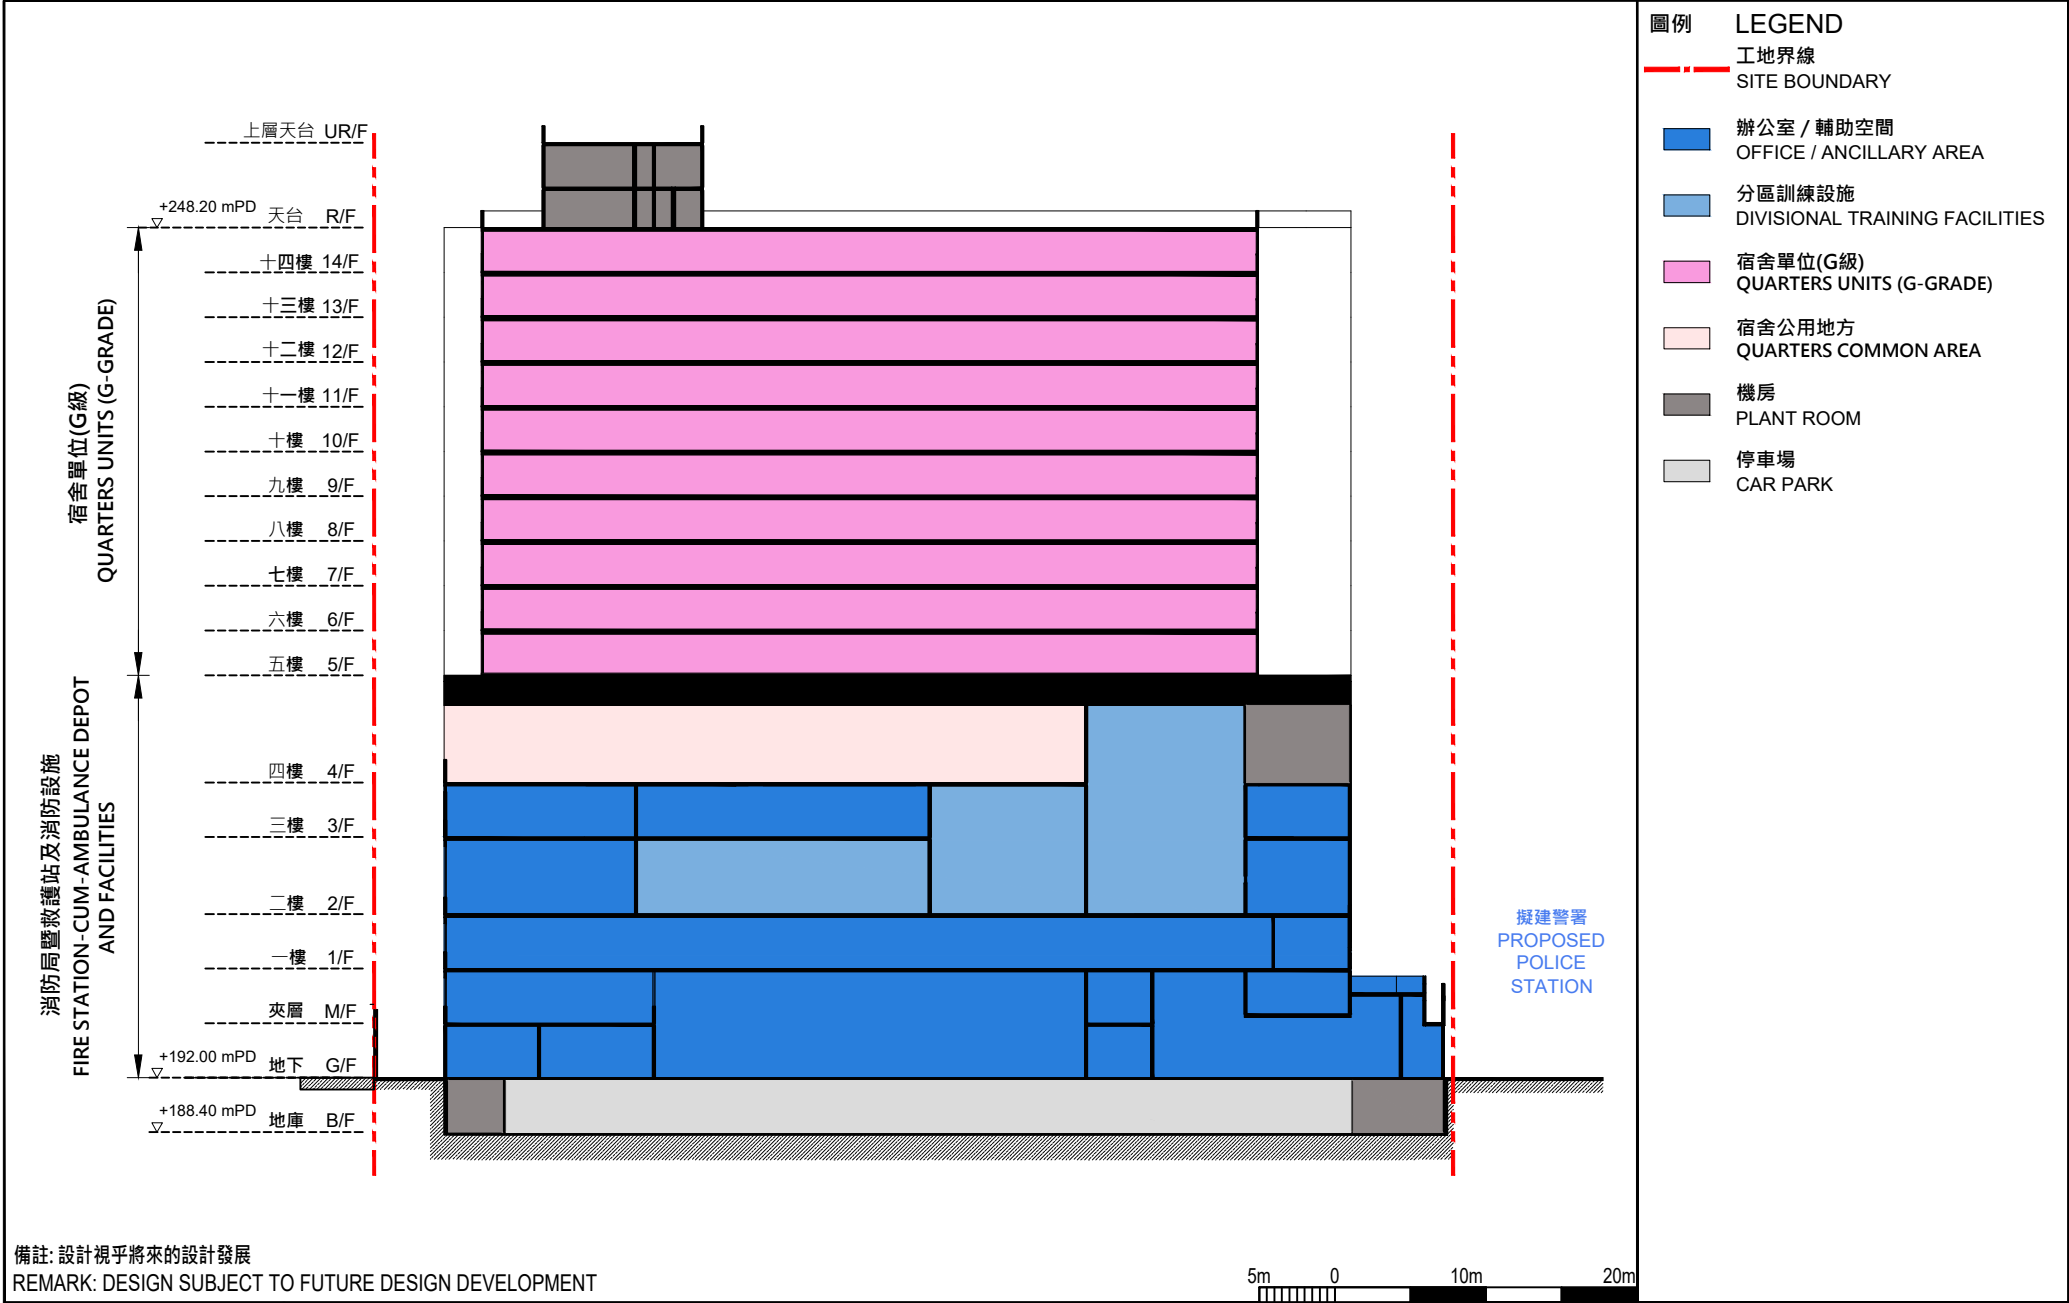 圖例 LEGEND
工地界線
SITE BOUNDARY
辦公室 / 輔助空間
OFFICE / ANCILLARY AREA
分區訓練設施
DIVISIONAL TRAINING FACILITIES
宿舍單位(G級)
QUARTERS UNITS (G-GRADE)
宿舍公用地方
QUARTERS COMMON AREA
機房
PLANT ROOM
停車場
CAR PARK
上層天台 UR/F
+248.20 mPD 天台 R/F
十四樓 14/F
十三樓 13/F
十二樓 12/F
十一樓 11/F
十樓 10/F
九樓 9/F
八樓 8/F
七樓 7/F
六樓 6/F
五樓 5/F
四樓 4/F
三樓 3/F
二樓 2/F
一樓 1/F
夾層 M/F
+192.00 mPD 地下 G/F
+188.40 mPD 地庫 B/F
宿舍單位(G級)
QUARTERS UNITS (G-GRADE)
消防局暨救護站及消防設施
FIRE STATION-CUM-AMBULANCE DEPOT
AND FACILITIES
擬建警署
PROPOSED
POLICE
STATION
備註: 設計視乎將來的設計發展
REMARK: DESIGN SUBJECT TO FUTURE DESIGN DEVELOPMENT
5m 0 10m 20m